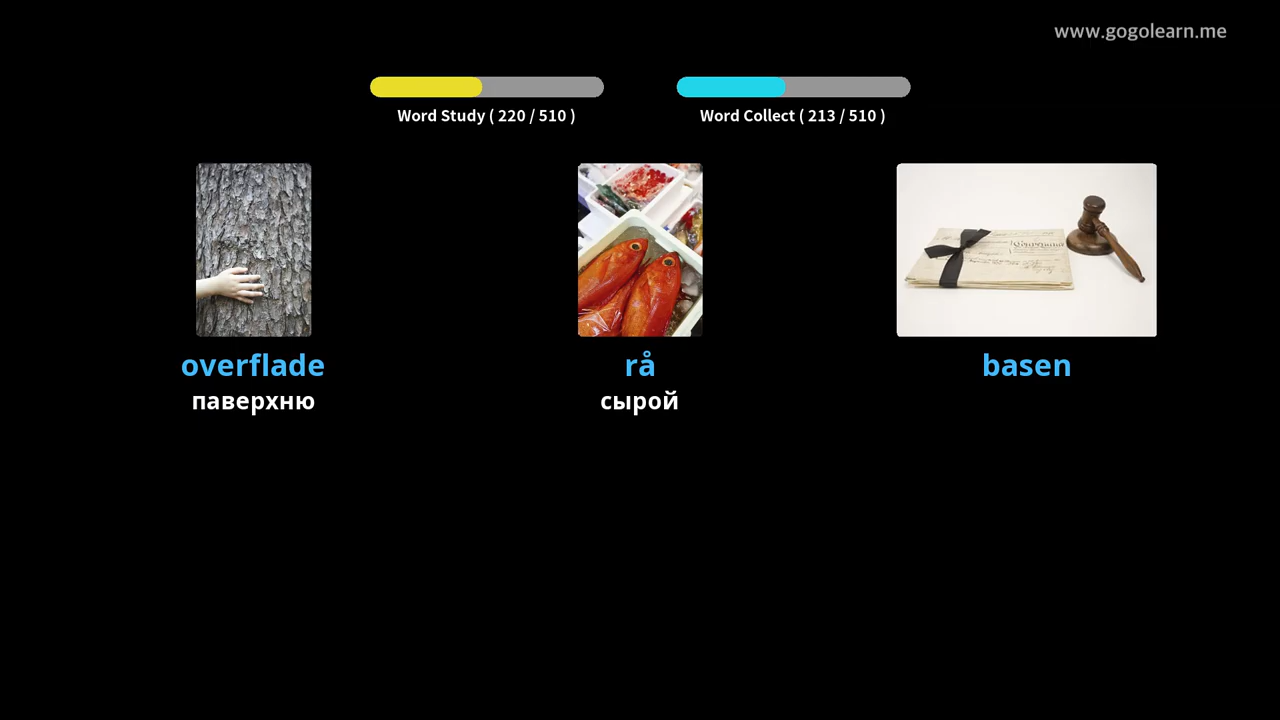 www.gogolearn.me
Word Study ( 220 / 510 )
Word Collect ( 213 / 510 )
overflade
rå
basen
паверхню
сырой